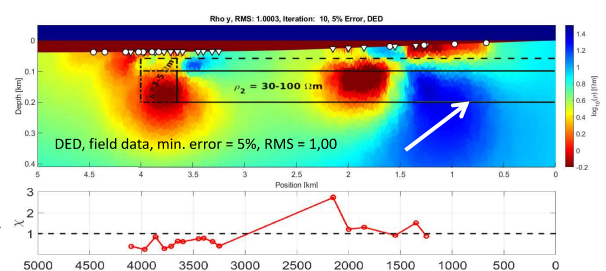 Rho y, RMS: 1.0003, Iteration: 10, 5% Error, DED
0
0.1
0.2
0.3
0.4
Depth [km]
ρ₂ = 30-100 Ωm
DED, field data, min. error = 5%, RMS = 1,00
5 4.5 4 3.5 3 2.5 2 1.5 1 0.5 0
Position [km]
1.4
1.2
1
0.8
0.6
0.4
0.2
0
-0.2
log₁₀(ρ) [Ωm]
3
2
1
χ
5000 4500 4000 3500 3000 2500 2000 1500 1000 500 0